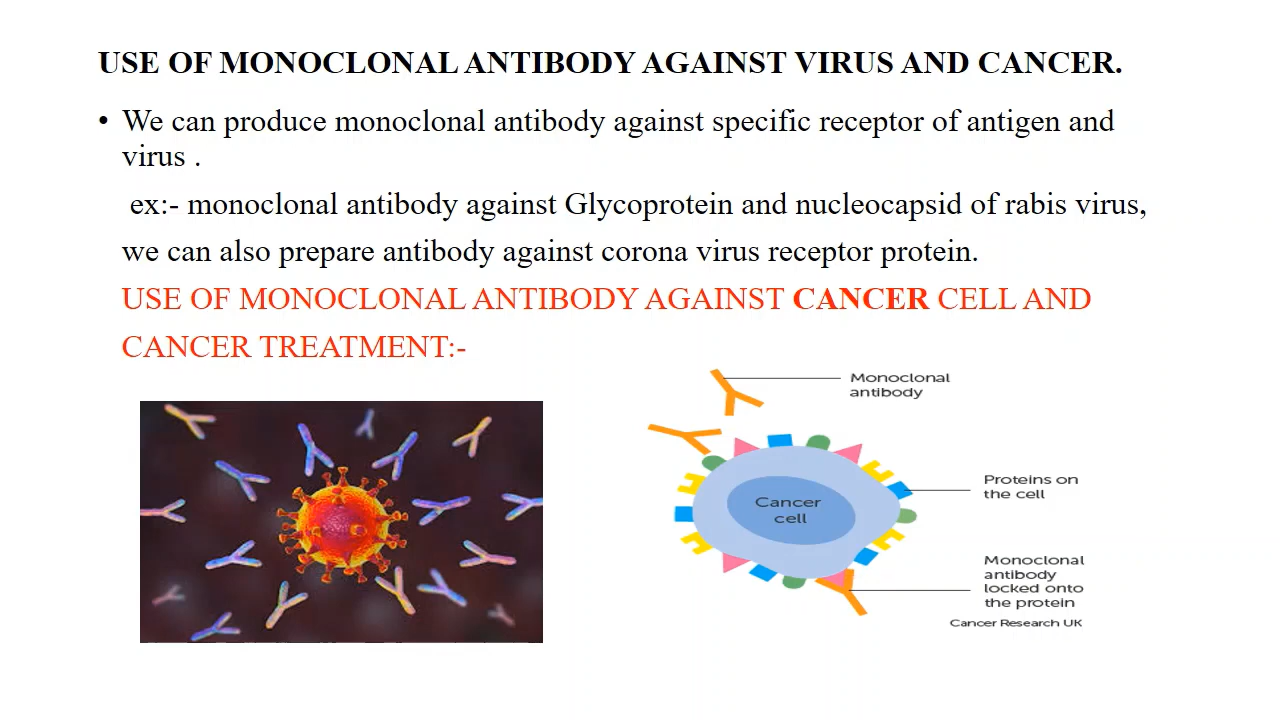 USE OF MONOCLONAL ANTIBODY AGAINST VIRUS AND CANCER.
• We can produce monoclonal antibody against specific receptor of antigen and
virus .
ex:- monoclonal antibody against Glycoprotein and nucleocapsid of rabis virus,
we can also prepare antibody against corona virus receptor protein.
USE OF MONOCLONAL ANTIBODY AGAINST CANCER CELL AND
CANCER TREATMENT:-
Monoclonal
antibody
Proteins on
the cell
Cancer
cell
Monoclonal
antibody
locked onto
the protein
Cancer Research UK